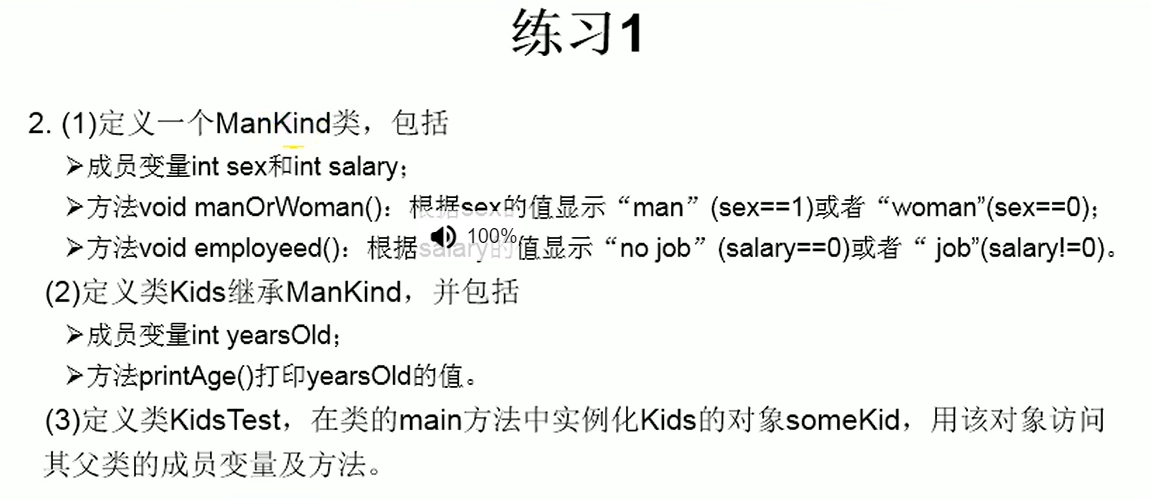 练习1
2. (1)定义一个ManKind类，包括
➢成员变量int sex和int salary；
➢方法void manOrWoman()：根据sex的值显示“man”(sex==1)或者“woman”(sex==0)；
➢方法void employeed()：根据salary的值显示“no job”(salary==0)或者“ job”(salary!=0)。
100%
(2)定义类Kids继承ManKind，并包括
➢成员变量int yearsOld；
➢方法printAge()打印yearsOld的值。
(3)定义类KidsTest，在类的main方法中实例化Kids的对象someKid，用该对象访问
其父类的成员变量及方法。